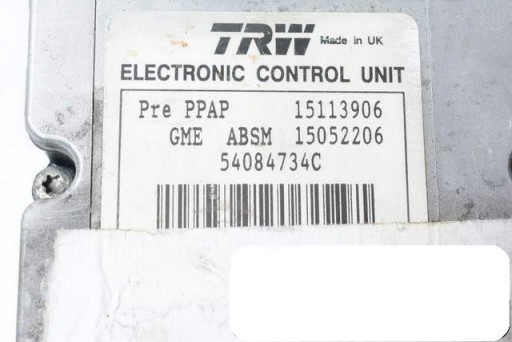 TRW Made in UK
ELECTRONIC CONTROL UNIT
Pre PPAP 15113906
GME ABSM 15052206
54084734C